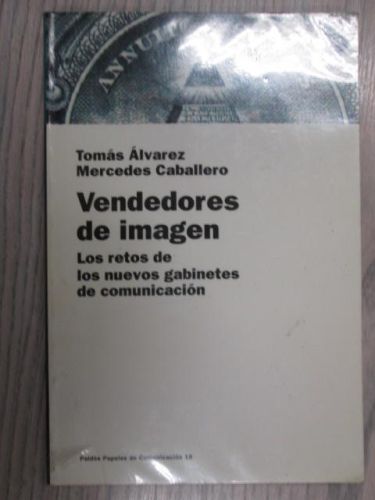 ANNUIT
Tomás Álvarez
Mercedes Caballero
Vendedores
de imagen
Los retos de
los nuevos gabinetes
de comunicación
Paidós Papeles de Comunicación 18